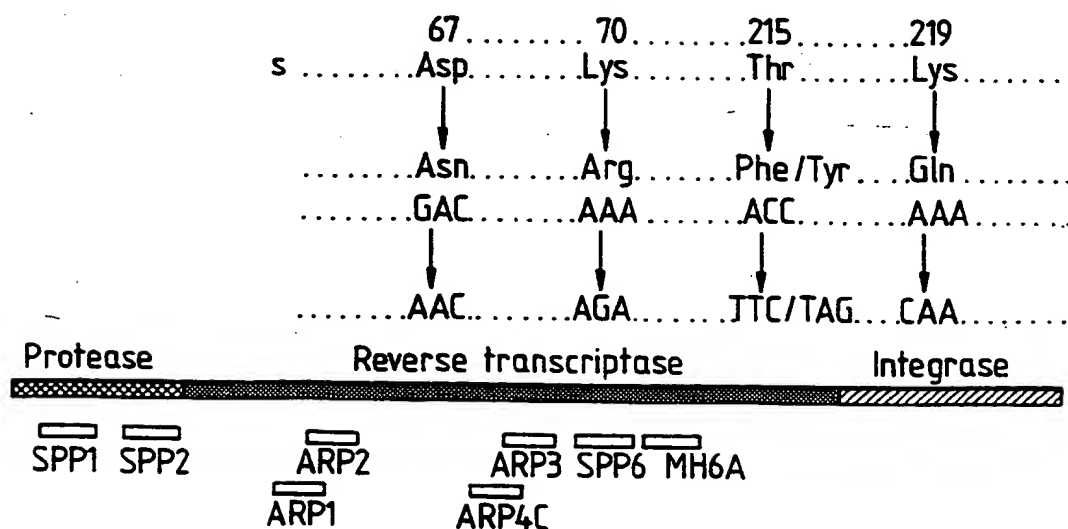 67........70........215........219
s ........Asp........Lys........Thr........Lys........
........Asn........Arg........Phe/Tyr....Gln........
........GAC........AAA........ACC........AAA........
........AAC........AGA........TTC/TAG....CAA........
Protease Reverse transcriptase Integrase
SPP1 SPP2 ARP2 ARP3 SPP6 MH6A
ARP1 ARP4C